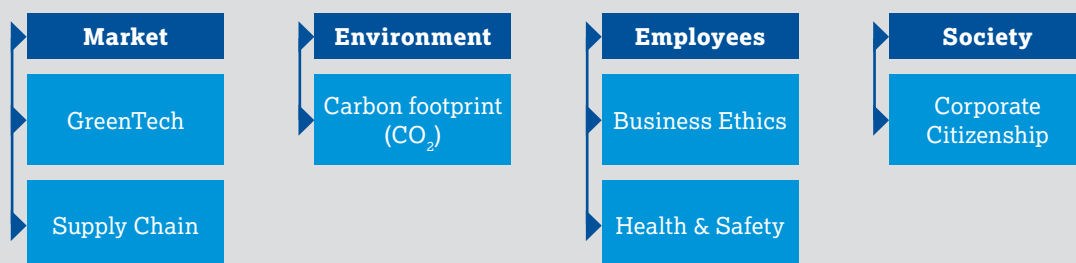 Market
GreenTech
Supply Chain
Environment
Carbon footprint
(CO₂)
Employees
Business Ethics
Health & Safety
Society
Corporate
Citizenship